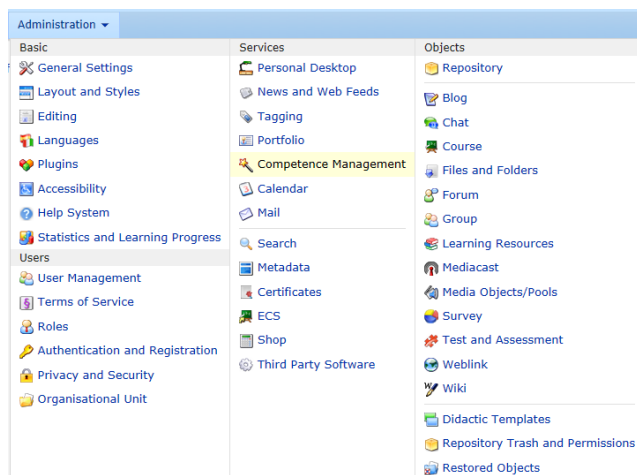 Administration
Basic
General Settings
Layout and Styles
Editing
Languages
Plugins
Accessibility
Help System
Statistics and Learning Progress
Users
User Management
Terms of Service
Roles
Authentication and Registration
Privacy and Security
Organisational Unit
Services
Personal Desktop
News and Web Feeds
Tagging
Portfolio
Competence Management
Calendar
Mail
Search
Metadata
Certificates
ECS
Shop
Third Party Software
Objects
Repository
Blog
Chat
Course
Files and Folders
Forum
Group
Learning Resources
Mediacast
Media Objects/Pools
Survey
Test and Assessment
Weblink
Wiki
Didactic Templates
Repository Trash and Permissions
Restored Objects